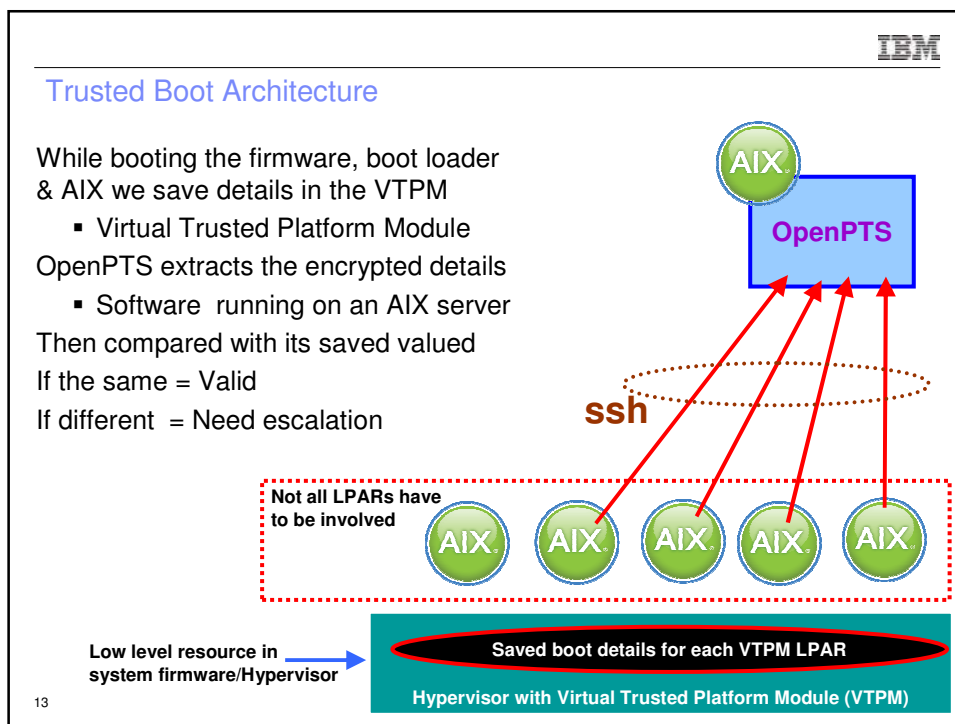 IBM
Trusted Boot Architecture
While booting the firmware, boot loader
& AIX we save details in the VTPM
▪ Virtual Trusted Platform Module
OpenPTS extracts the encrypted details
▪ Software running on an AIX server
Then compared with its saved valued
If the same = Valid
If different = Need escalation
AIX
OpenPTS
ssh
Not all LPARs have
to be involved
AIX AIX AIX AIX AIX
Low level resource in
system firmware/Hypervisor
Saved boot details for each VTPM LPAR
Hypervisor with Virtual Trusted Platform Module (VTPM)
13